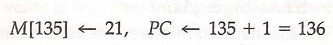 M[135] ← 21, PC ← 135 + 1 = 136